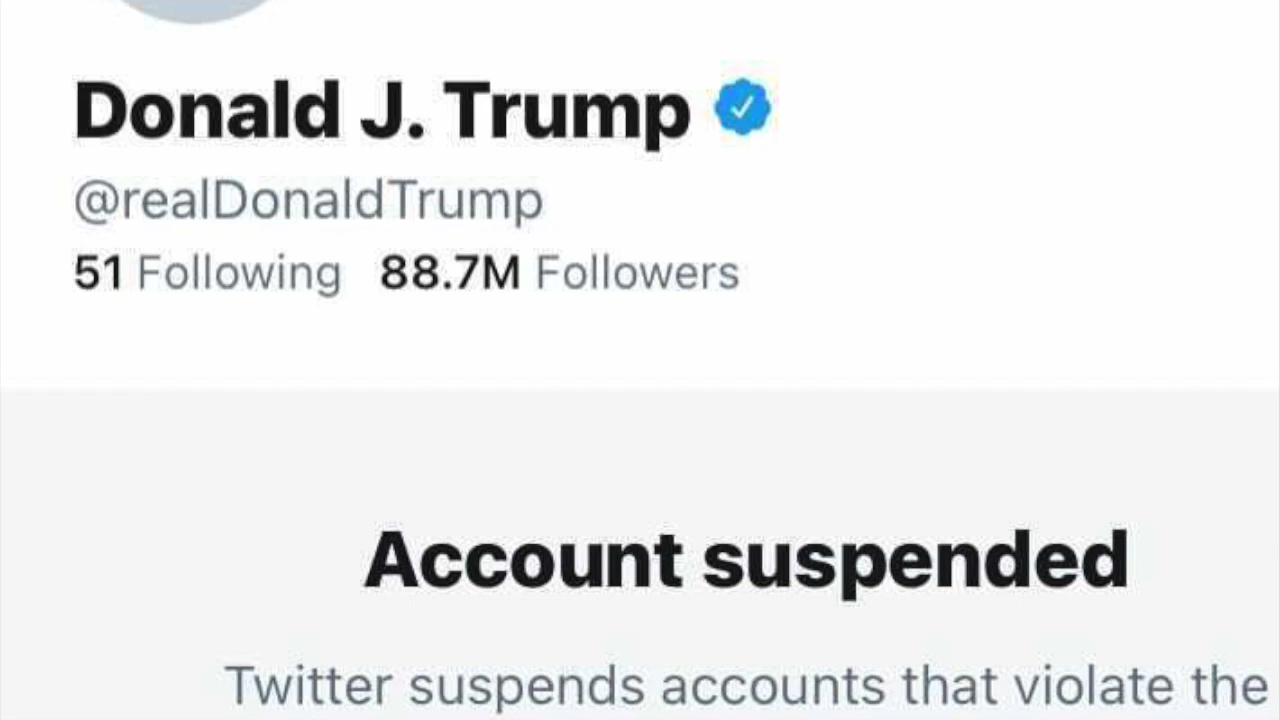 Donald J. Trump
@realDonaldTrump
51 Following 88.7M Followers
Account suspended
Twitter suspends accounts that violate the